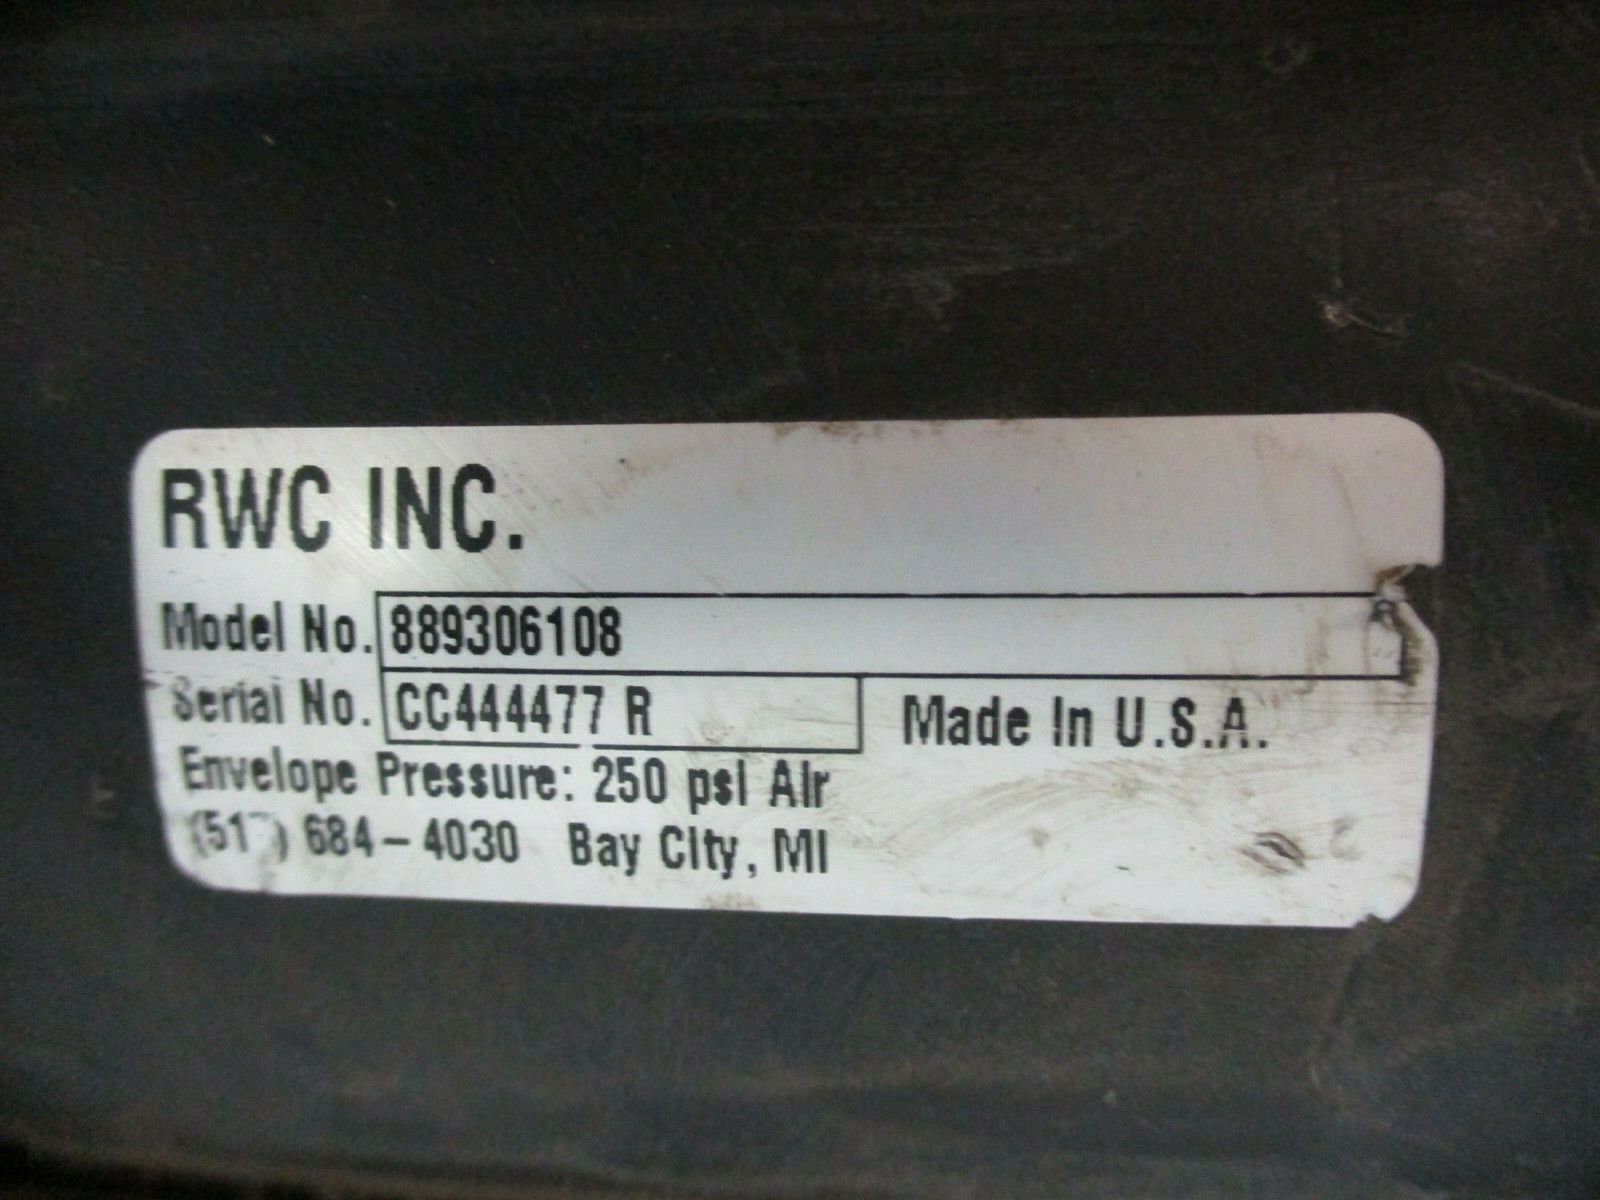 RWC INC.
Model No. 889306108
Serial No. CC444477 R Made In U.S.A.
Envelope Pressure: 250 psi Air
684-4030 Bay City, MI